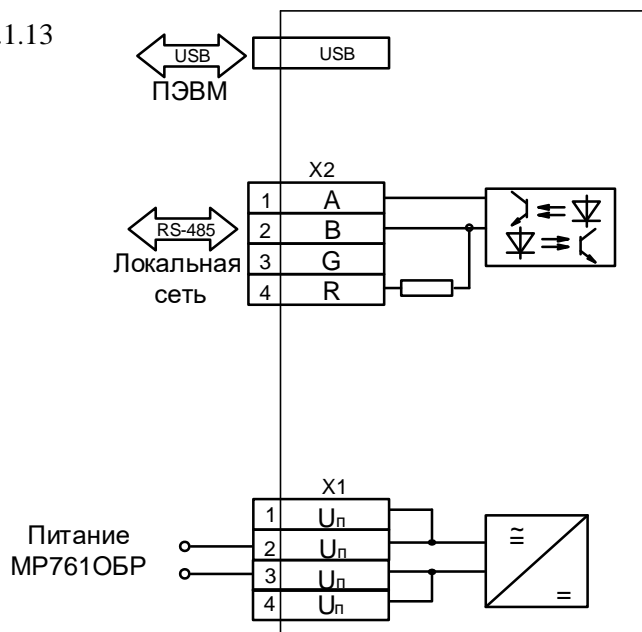 .1.13
USB USB
ПЭВМ
X2
1 A
RS-485 2 B
Локальная 3 G
сеть 4 R
X1
1 Uп
Питание 2 Uп
МР761ОБР 3 Uп
4 Uп
≅
=